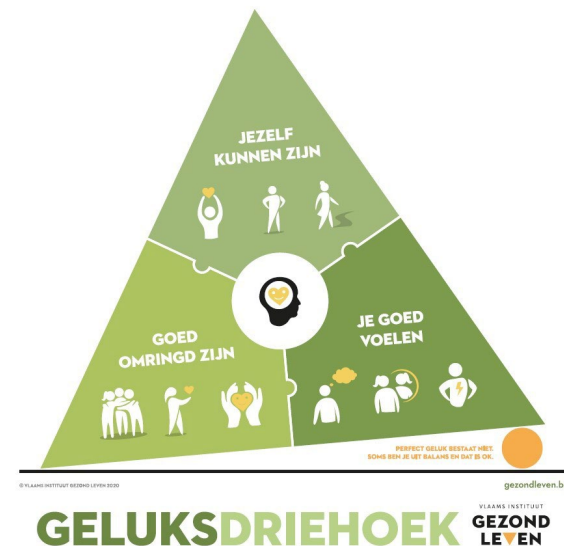 JEZELF
KUNNEN ZIJN
GOED
OMRINGD ZIJN
JE GOED
VOELEN
PERFECT GELUK BESTAAT NIET.
SOMS BEN JE UIT BALANS EN DAT IS OK.
© VLAAMS INSTITUUT GEZOND LEVEN 2020
gezondleven.b
GELUKSDRIEHOEK
VLAAMS INSTITUUT
GEZOND
LEVEN